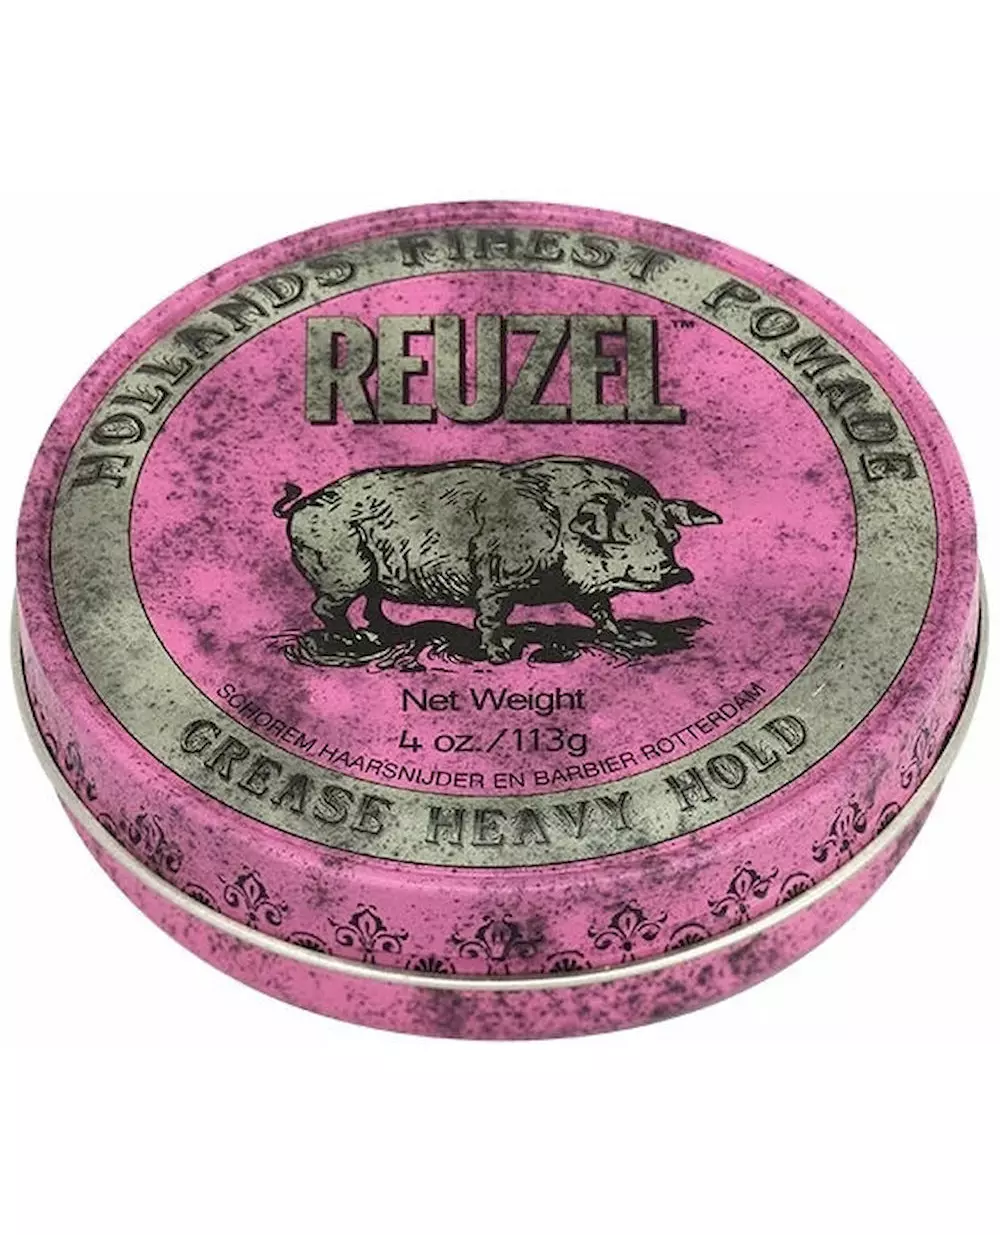 HOLLANDS FINEST POMADE
REUZEL™
Net Weight
4 oz./113g
SCHOREM HAARSNIJDER EN BARBIER ROTTERDAM
GREASE HEAVY HOLD